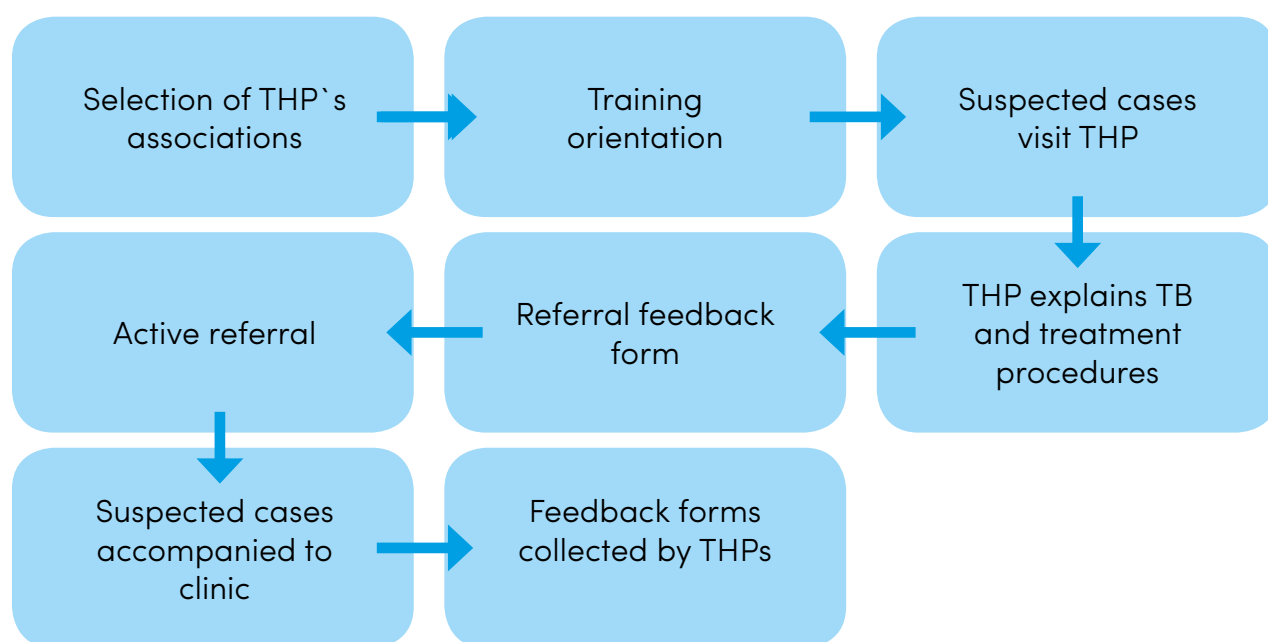 Selection of THP`s
associations
Training
orientation
Suspected cases
visit THP
THP explains TB
and treatment
procedures
Referral feedback
form
Active referral
Suspected cases
accompanied to
clinic
Feedback forms
collected by THPs